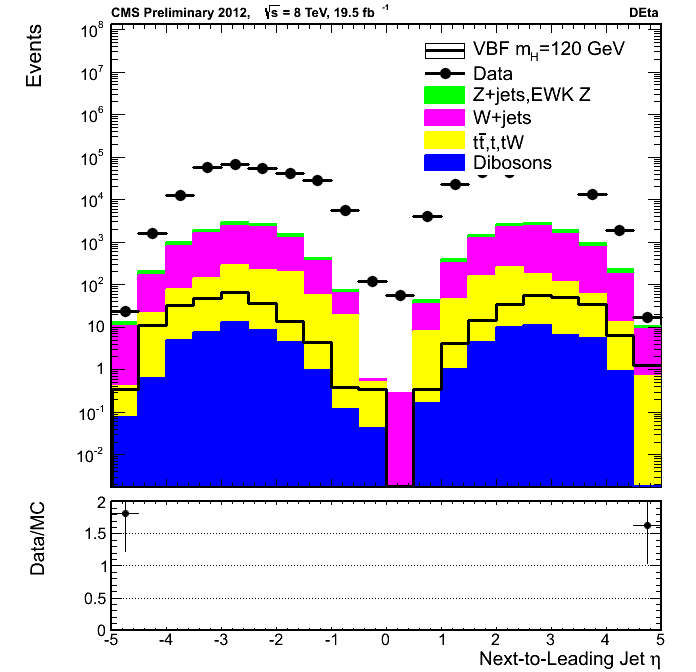 CMS Preliminary 2012, √s = 8 TeV, 19.5 fb⁻¹ DEta
Events
10⁸
10⁷
10⁶
10⁵
10⁴
10³
10²
10
1
10⁻¹
10⁻²
VBF m_H=120 GeV
Data
Z+jets,EWK Z
W+jets
tt̄,t,tW
Dibosons
Data/MC
2
1.5
1
0.5
0
-5 -4 -3 -2 -1 0 1 2 3 4 5
Next-to-Leading Jet η